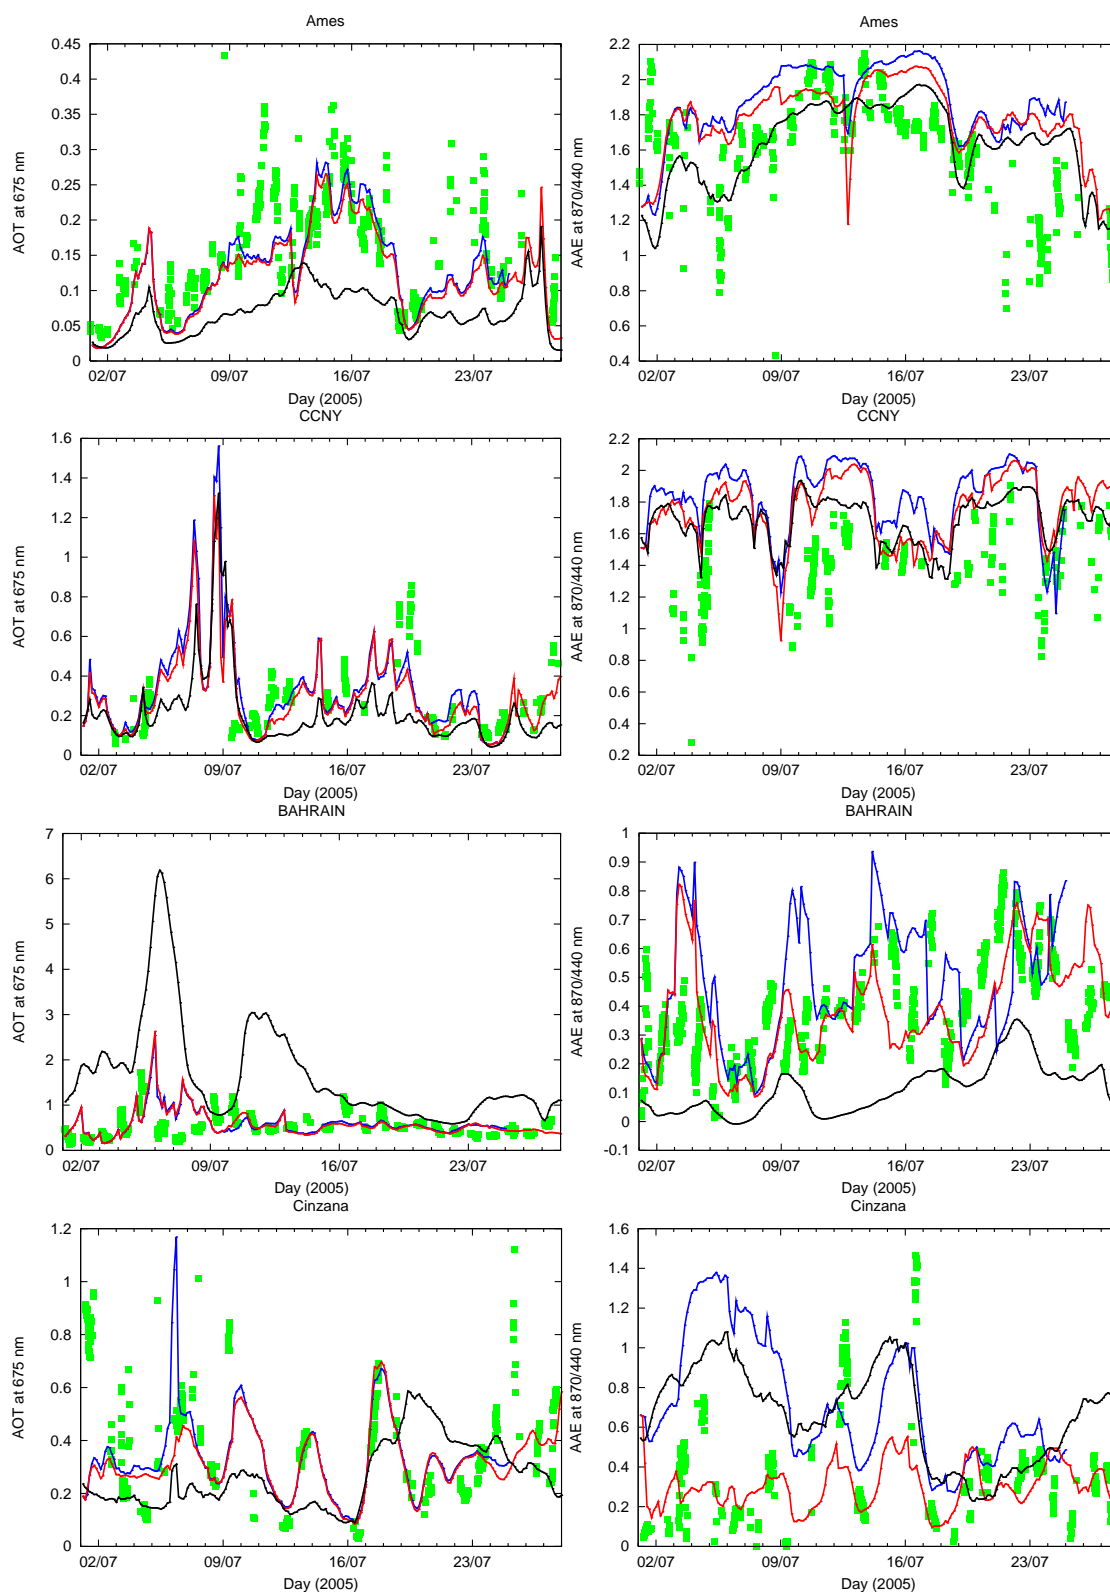 Ames
AOT at 675 nm
0.45
0.4
0.35
0.3
0.25
0.2
0.15
0.1
0.05
0
02/07 09/07 16/07 23/07
Day (2005)
Ames
AAE at 870/440 nm
2.2
2
1.8
1.6
1.4
1.2
1
0.8
0.6
0.4
02/07 09/07 16/07 23/07
Day (2005)
CCNY
AOT at 675 nm
1.6
1.4
1.2
1
0.8
0.6
0.4
0.2
0
02/07 09/07 16/07 23/07
Day (2005)
CCNY
AAE at 870/440 nm
2.2
2
1.8
1.6
1.4
1.2
1
0.8
0.6
0.4
0.2
02/07 09/07 16/07 23/07
Day (2005)
BAHRAIN
AOT at 675 nm
7
6
5
4
3
2
1
0
02/07 09/07 16/07 23/07
Day (2005)
BAHRAIN
AAE at 870/440 nm
1
0.9
0.8
0.7
0.6
0.5
0.4
0.3
0.2
0.1
0
-0.1
02/07 09/07 16/07 23/07
Day (2005)
Cinzana
AOT at 675 nm
1.2
1
0.8
0.6
0.4
0.2
0
02/07 09/07 16/07 23/07
Day (2005)
Cinzana
AAE at 870/440 nm
1.6
1.4
1.2
1
0.8
0.6
0.4
0.2
0
02/07 09/07 16/07 23/07
Day (2005)